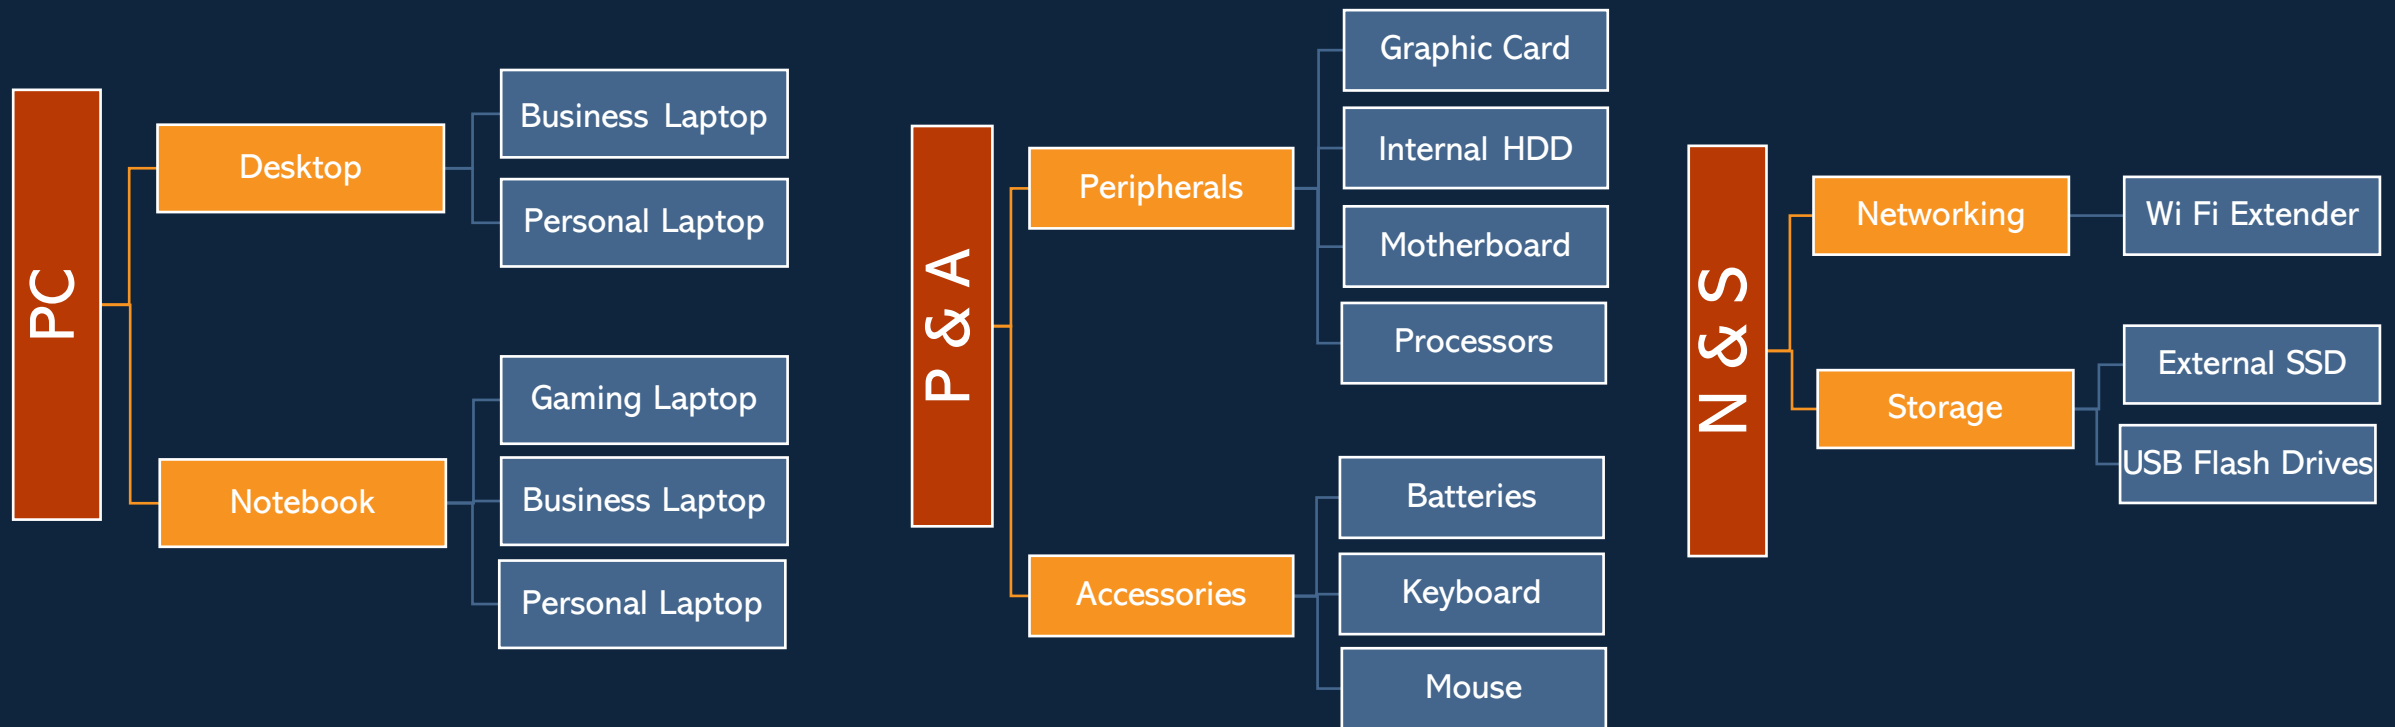 PC
Desktop
Business Laptop
Personal Laptop
Notebook
Gaming Laptop
Business Laptop
Personal Laptop
P & A
Peripherals
Graphic Card
Internal HDD
Motherboard
Processors
Accessories
Batteries
Keyboard
Mouse
N & S
Networking
Wi Fi Extender
Storage
External SSD
USB Flash Drives